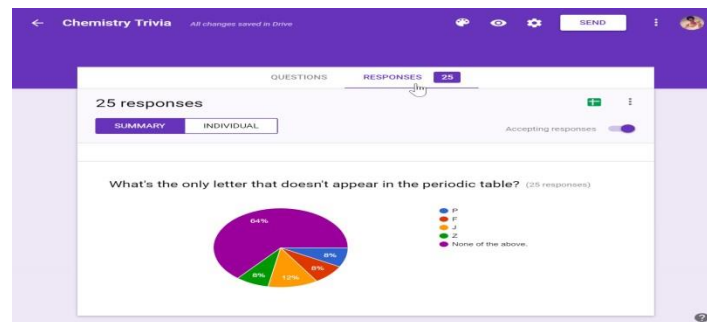 Chemistry Trivia All changes saved in Drive SEND
QUESTIONS RESPONSES 25
25 responses
SUMMARY INDIVIDUAL Accepting responses
What's the only letter that doesn't appear in the periodic table? (25 responses)
64%
8%
8%
12%
8%
P
F
J
Z
None of the above.
?